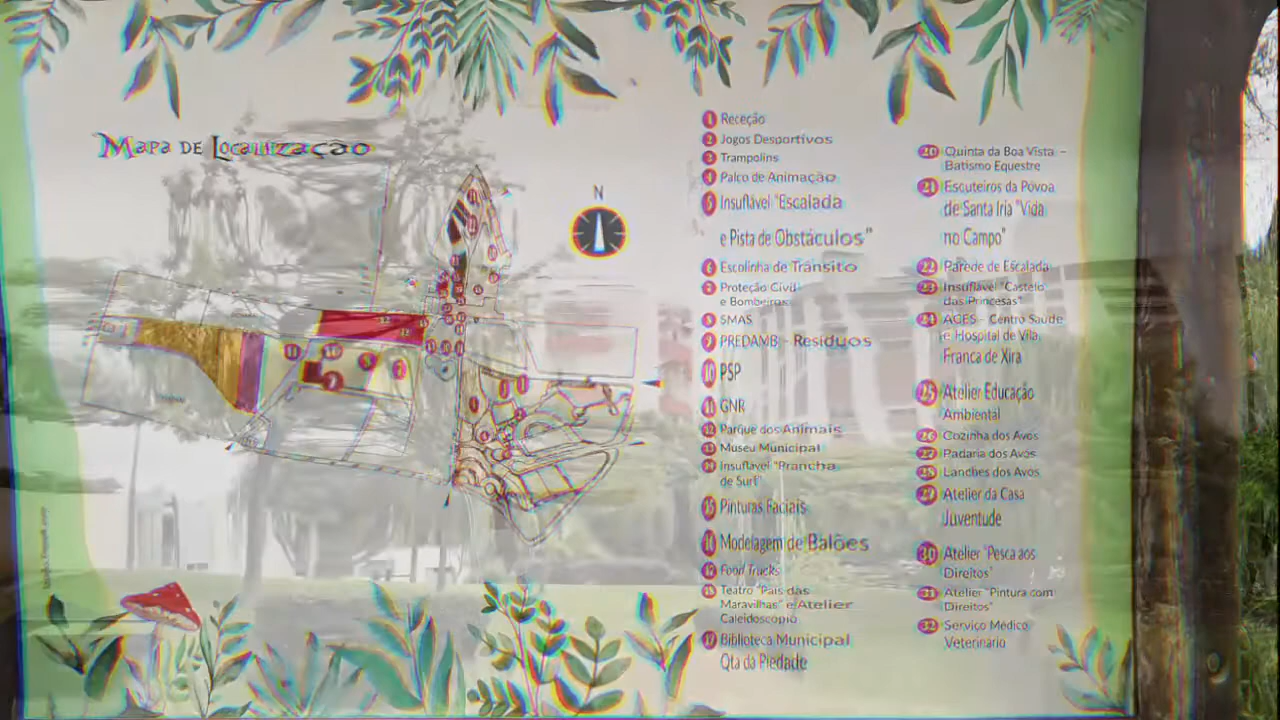 Mapa de Localização
N
1 Receção
2 Jogos Desportivos
3 Trampolins
4 Palco de Animação
5 Insuflável "Escalada
e Pista de Obstáculos"
6 Escolinha de Trânsito
7 Proteção Civil
e Bombeiros
8 SMAS
9 PREDAMB - Resíduos
10 PSP
11 GNR
12 Parque dos Animais
13 Museu Municipal
14 Insuflável "Prancha
de Surf"
15 Pinturas Faciais
16 Modelagem de Balões
17 Food Trucks
18 Teatro "País das
Maravilhas" e Atelier
Caleidoscópio
19 Biblioteca Municipal
Qta da Piedade
20 Quinta da Boa Vista –
Batismo Equestre
21 Escuteiros da Póvoa
de Santa Iria "Vida
no Campo"
22 Parede de Escalada
23 Insuflável "Castelo
das Princesas"
24 ACES – Centro Saúde
e Hospital de Vila
Franca de Xira
25 Atelier Educação
Ambiental
26 Cozinha dos Avós
27 Padaria dos Avós
28 Lanches dos Avós
29 Atelier da Casa
Juventude
30 Atelier "Pesca aos
Direitos"
31 Atelier "Pintura com
Direitos"
32 Serviço Médico
Veterinário